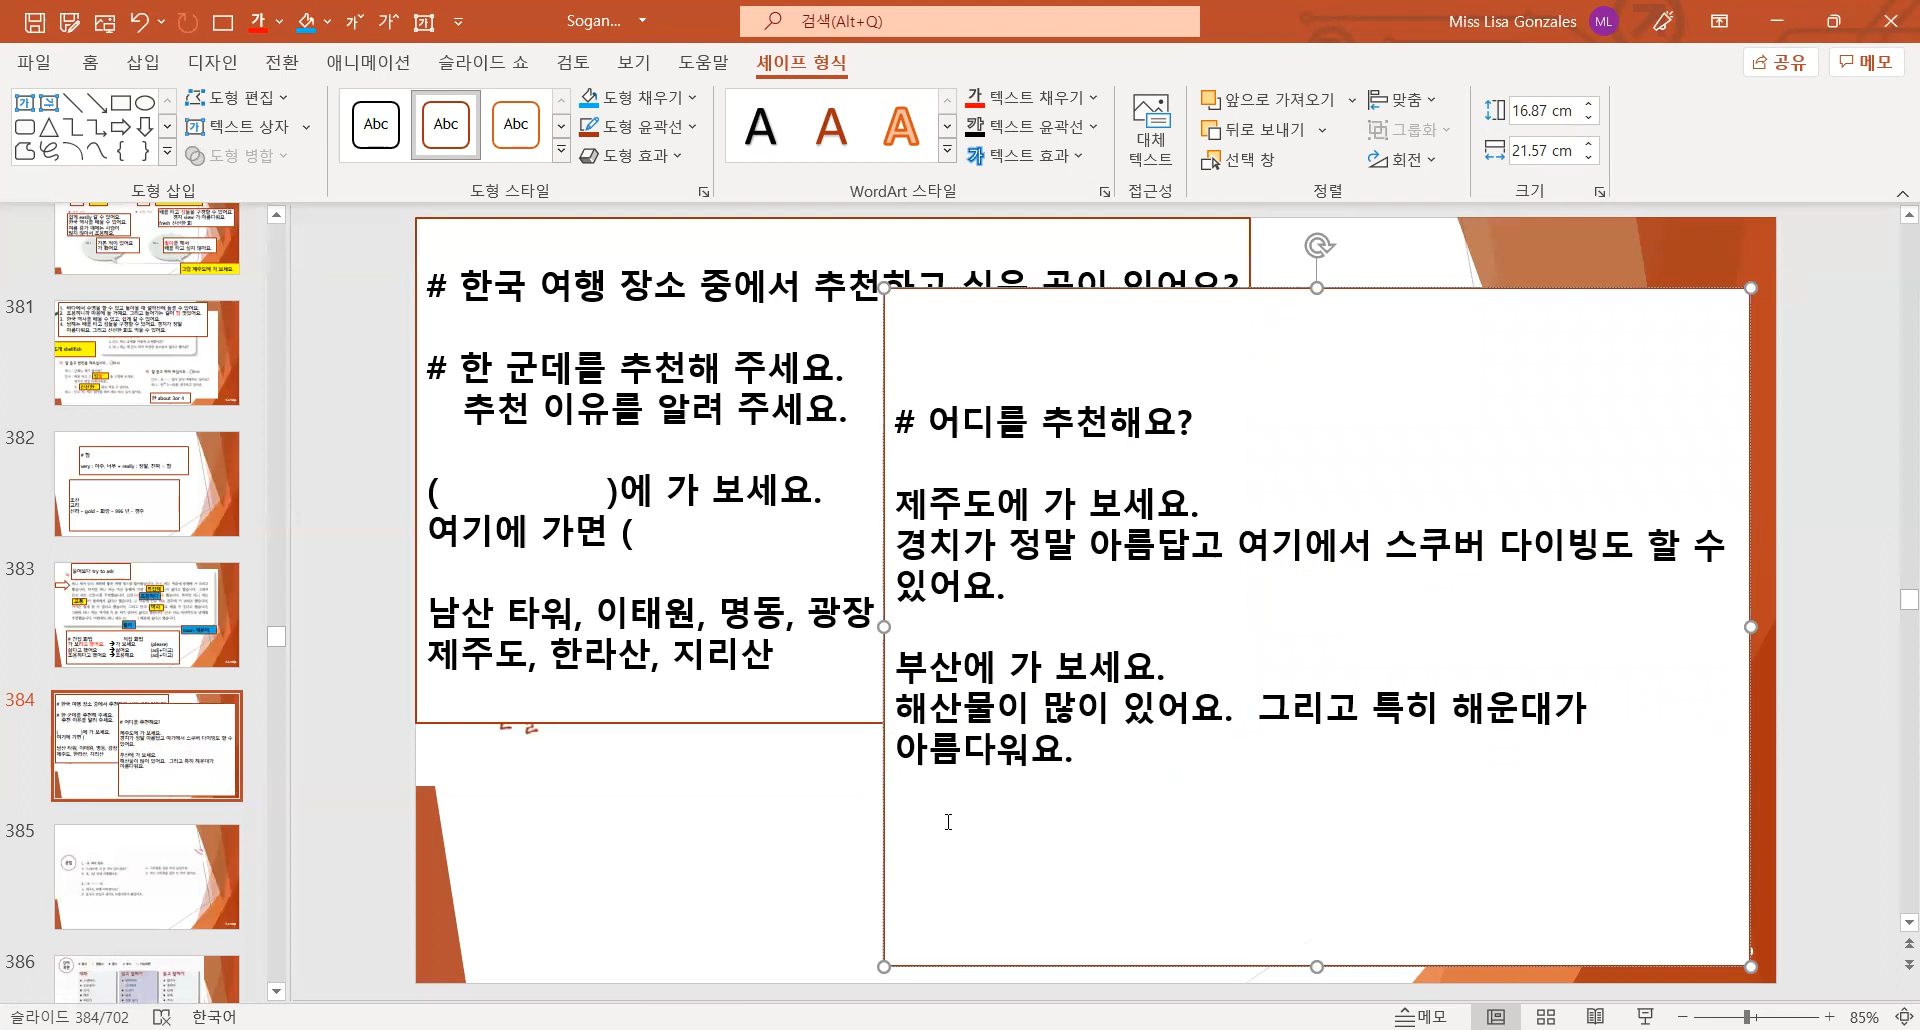 Sogan...
검색(Alt+Q)
Miss Lisa Gonzales
ML
파일 홈 삽입 디자인 전환 애니메이션 슬라이드 쇼 검토 보기 도움말 셰이프 형식
공유
메모
도형 편집
텍스트 상자
도형 병합
도형 삽입
Abc Abc Abc
도형 채우기
도형 윤곽선
도형 효과
도형 스타일
A A A
텍스트 채우기
텍스트 윤곽선
텍스트 효과
WordArt 스타일
대체
텍스트
접근성
앞으로 가져오기
뒤로 보내기
선택 창
맞춤
그룹화
회전
정렬
16.87 cm
21.57 cm
크기
381
382
383
384
385
386
# 한국 여행 장소 중에서 추천하고 싶은 곳이 있어요?
# 한 군데를 추천해 주세요.
추천 이유를 알려 주세요.
( )에 가 보세요.
여기에 가면 (
남산 타워, 이태원, 명동, 광장
제주도, 한라산, 지리산
# 어디를 추천해요?
제주도에 가 보세요.
경치가 정말 아름답고 여기에서 스쿠버 다이빙도 할 수
있어요.
부산에 가 보세요.
해산물이 많이 있어요. 그리고 특히 해운대가
아름다워요.
슬라이드 384/702
한국어
메모
85%